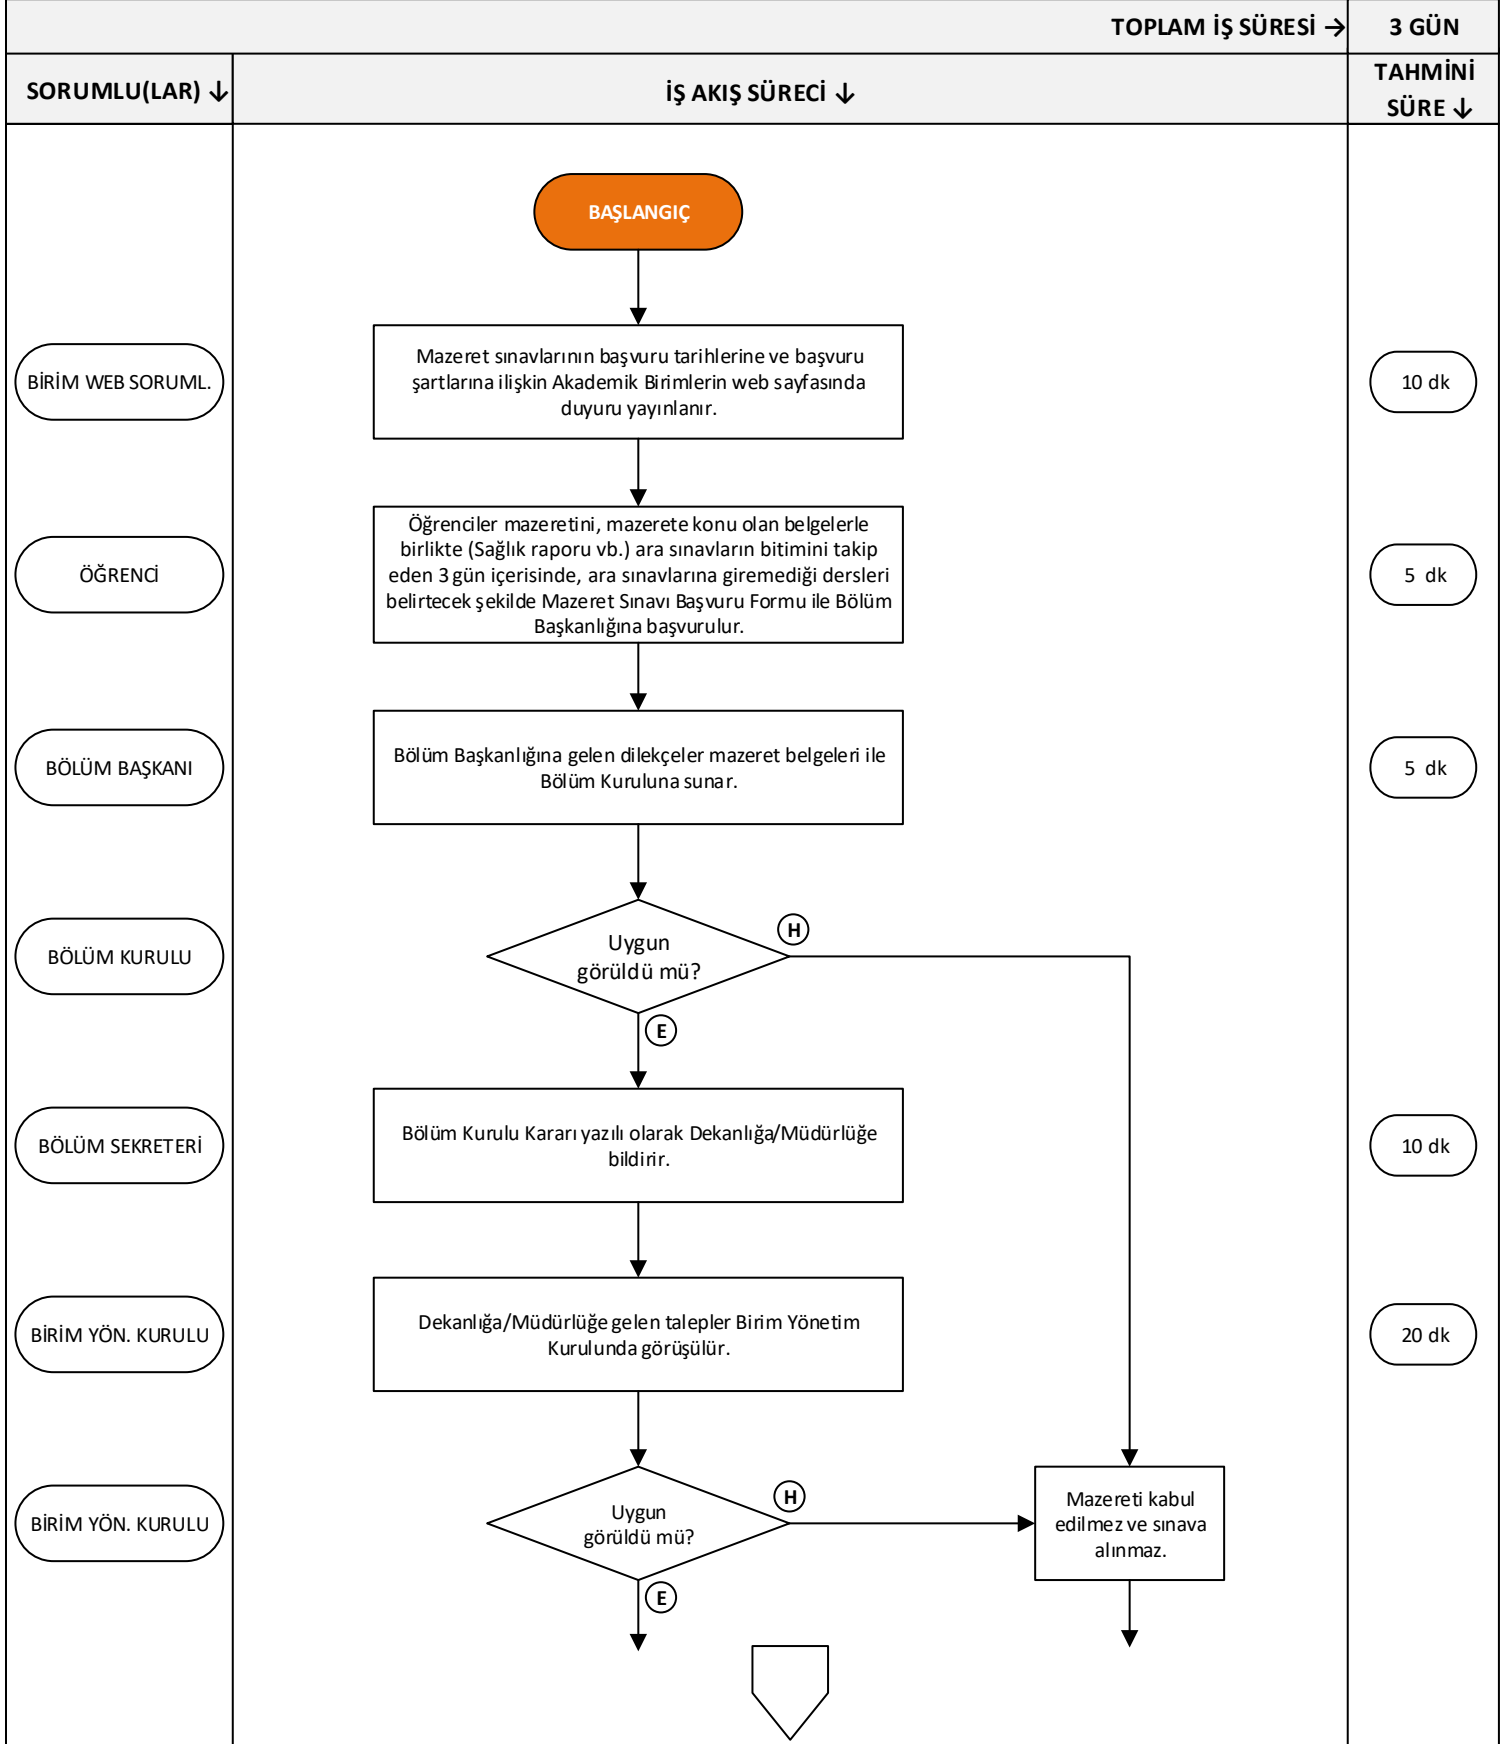 TOPLAM İŞ SÜRESİ → 3 GÜN
SORUMLU(LAR) ↓
İŞ AKIŞ SÜRECİ ↓
TAHMİNİ
SÜRE ↓
BAŞLANGIÇ
BİRİM WEB SORUML.
Mazeret sınavlarının başvuru tarihlerine ve başvuru
şartlarına ilişkin Akademik Birimlerin web sayfasında
duyuru yayınlanır.
10 dk
ÖĞRENCİ
Öğrenciler mazeretini, mazerete konu olan belgelerle
birlikte (Sağlık raporu vb.) ara sınavların bitimini takip
eden 3 gün içerisinde, ara sınavlarına giremediği dersleri
belirtecek şekilde Mazeret Sınavı Başvuru Formu ile Bölüm
Başkanlığına başvurulur.
5 dk
BÖLÜM BAŞKANI
Bölüm Başkanlığına gelen dilekçeler mazeret belgeleri ile
Bölüm Kuruluna sunar.
5 dk
BÖLÜM KURULU
Uygun
görüldü mü?
H
E
BÖLÜM SEKRETERİ
Bölüm Kurulu Kararı yazılı olarak Dekanlığa/Müdürlüğe
bildirir.
10 dk
BİRİM YÖN. KURULU
Dekanlığa/Müdürlüğe gelen talepler Birim Yönetim
Kurulunda görüşülür.
20 dk
BİRİM YÖN. KURULU
Uygun
görüldü mü?
H
E
Mazereti kabul
edilmez ve sınava
alınmaz.